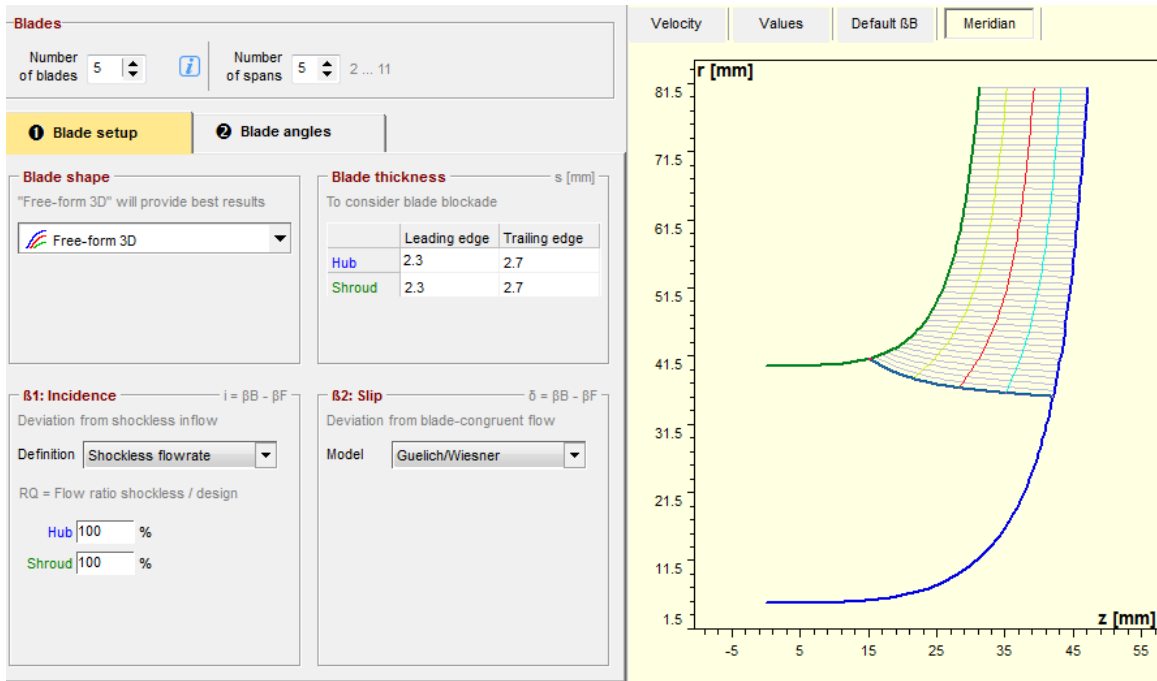 Blades
Number of blades 5
Number of spans 5 2 ... 11
❶ Blade setup
❷ Blade angles
Blade shape
"Free-form 3D" will provide best results
Free-form 3D
Blade thickness s [mm]
To consider blade blockade
Leading edge Trailing edge
Hub 2.3 2.7
Shroud 2.3 2.7
ß1: Incidence i = βB - βF
Deviation from shockless inflow
Definition Shockless flowrate
RQ = Flow ratio shockless / design
Hub 100 %
Shroud 100 %
ß2: Slip δ = βB - βF
Deviation from blade-congruent flow
Model Guelich/Wiesner
Velocity Values Default ßB Meridian
r [mm]
81.5
71.5
61.5
51.5
41.5
31.5
21.5
11.5
1.5
z [mm]
-5 5 15 25 35 45 55